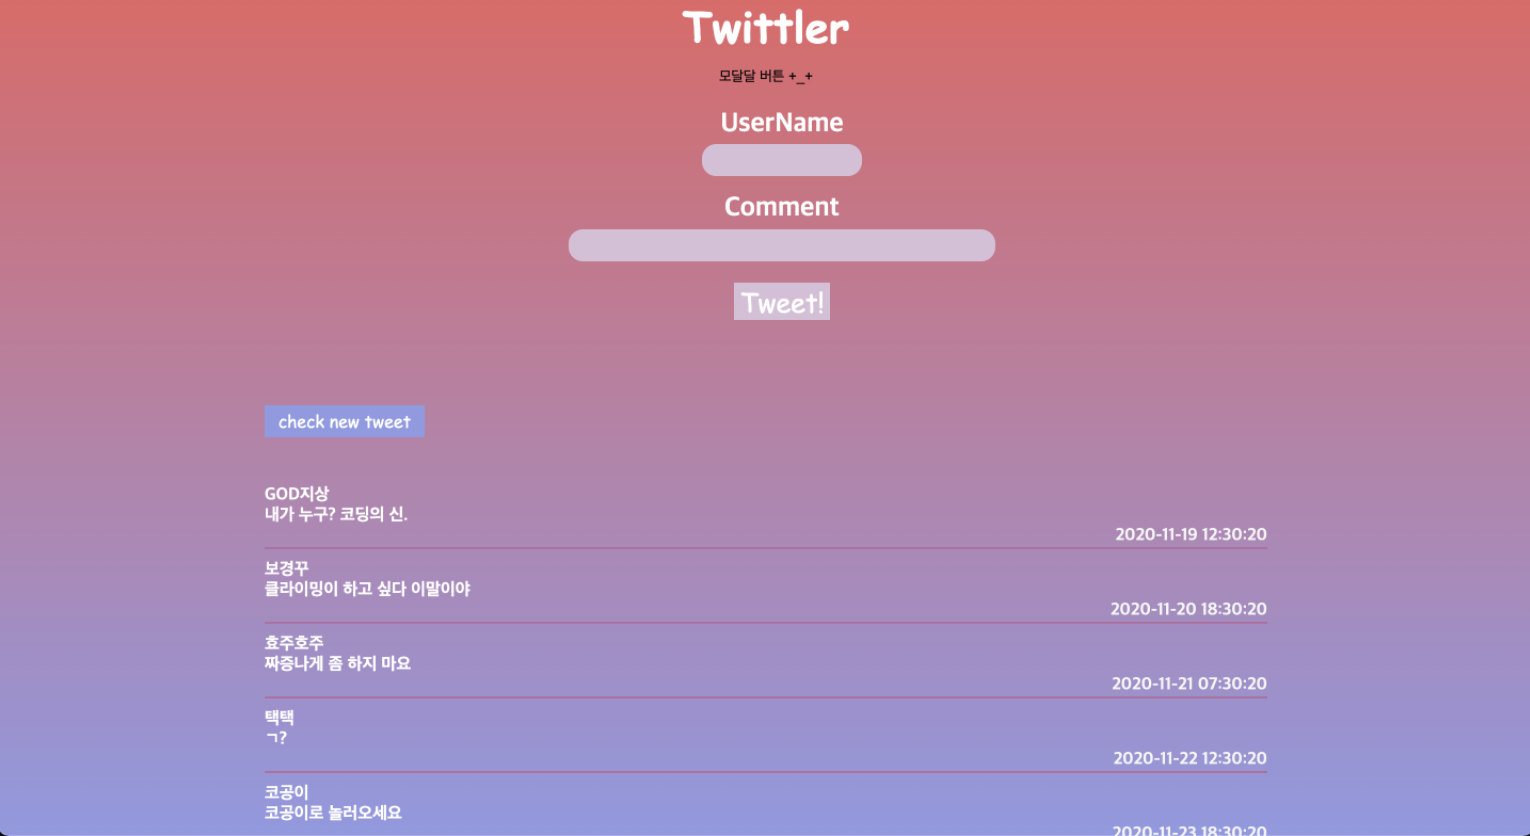 Twittler
모달달 버튼 +_+
UserName
Comment
Tweet!
check new tweet
GOD지상
내가 누구? 코딩의 신.
2020-11-19 12:30:20
보경꾸
클라이밍이 하고 싶다 이말이야
2020-11-20 18:30:20
효주호주
짜증나게 좀 하지 마요
2020-11-21 07:30:20
택택
ㄱ?
2020-11-22 12:30:20
코공이
코공이로 놀러오세요
2020-11-23 18:30:20